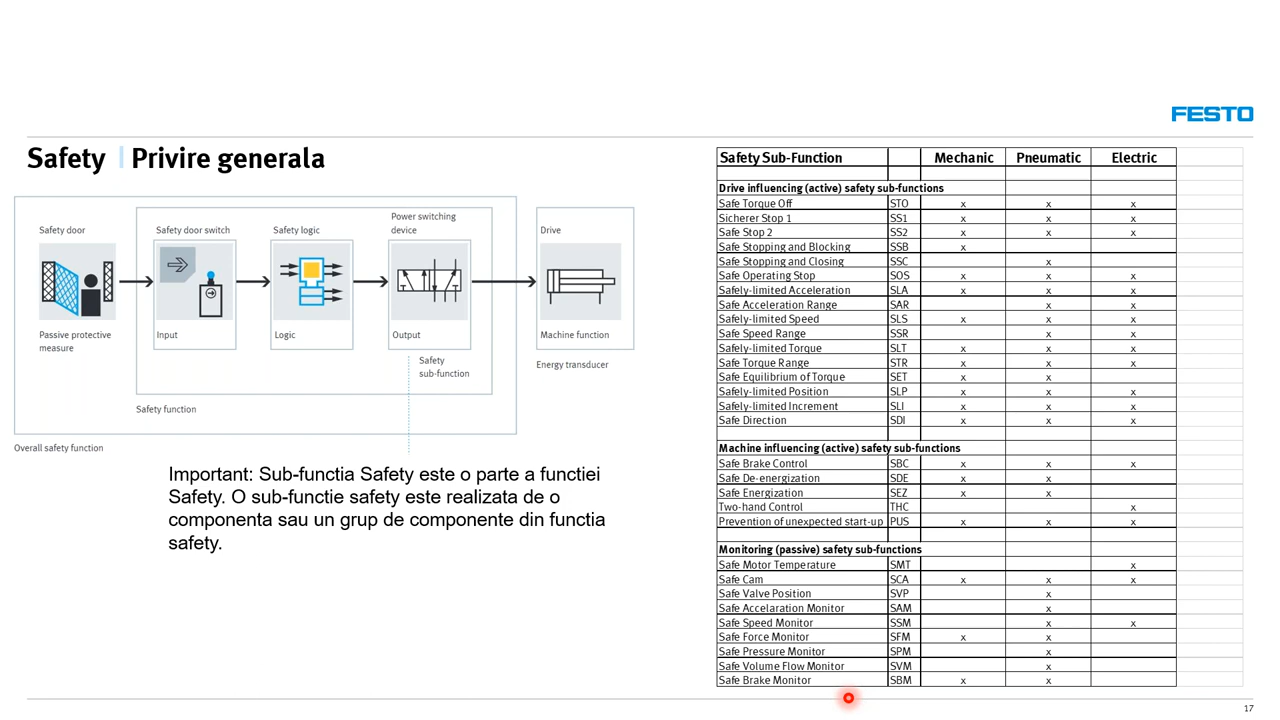 FESTO
Safety | Privire generala
Safety door
Safety door switch
Safety logic
Power switching
device
Drive
Passive protective
measure
Input
Logic
Output
Machine function
Safety
sub-function
Energy transducer
Safety function
Overall safety function
Important: Sub-functia Safety este o parte a functiei
Safety. O sub-functie safety este realizata de o
componenta sau un grup de componente din functia
safety.
Safety Sub-Function Mechanic Pneumatic Electric
Drive influencing (active) safety sub-functions
Safe Torque Off STO x x x
Sicherer Stop 1 SS1 x x x
Safe Stop 2 SS2 x x x
Safe Stopping and Blocking SSB x
Safe Stopping and Closing SSC x
Safe Operating Stop SOS x x x
Safely-limited Acceleration SLA x x x
Safe Acceleration Range SAR x x
Safely-limited Speed SLS x x x
Safe Speed Range SSR x x
Safely-limited Torque SLT x x x
Safe Torque Range STR x x x
Safe Equilibrium of Torque SET x x
Safely-limited Position SLP x x x
Safely-limited Increment SLI x x x
Safe Direction SDI x x x
Machine influencing (active) safety sub-functions
Safe Brake Control SBC x x x
Safe De-energization SDE x x
Safe Energization SEZ x x
Two-hand Control THC x
Prevention of unexpected start-up PUS x x x
Monitoring (passive) safety sub-functions
Safe Motor Temperature SMT x
Safe Cam SCA x x x
Safe Valve Position SVP x
Safe Accelaration Monitor SAM x
Safe Speed Monitor SSM x x
Safe Force Monitor SFM x x
Safe Pressure Monitor SPM x
Safe Volume Flow Monitor SVM x
Safe Brake Monitor SBM x x
17